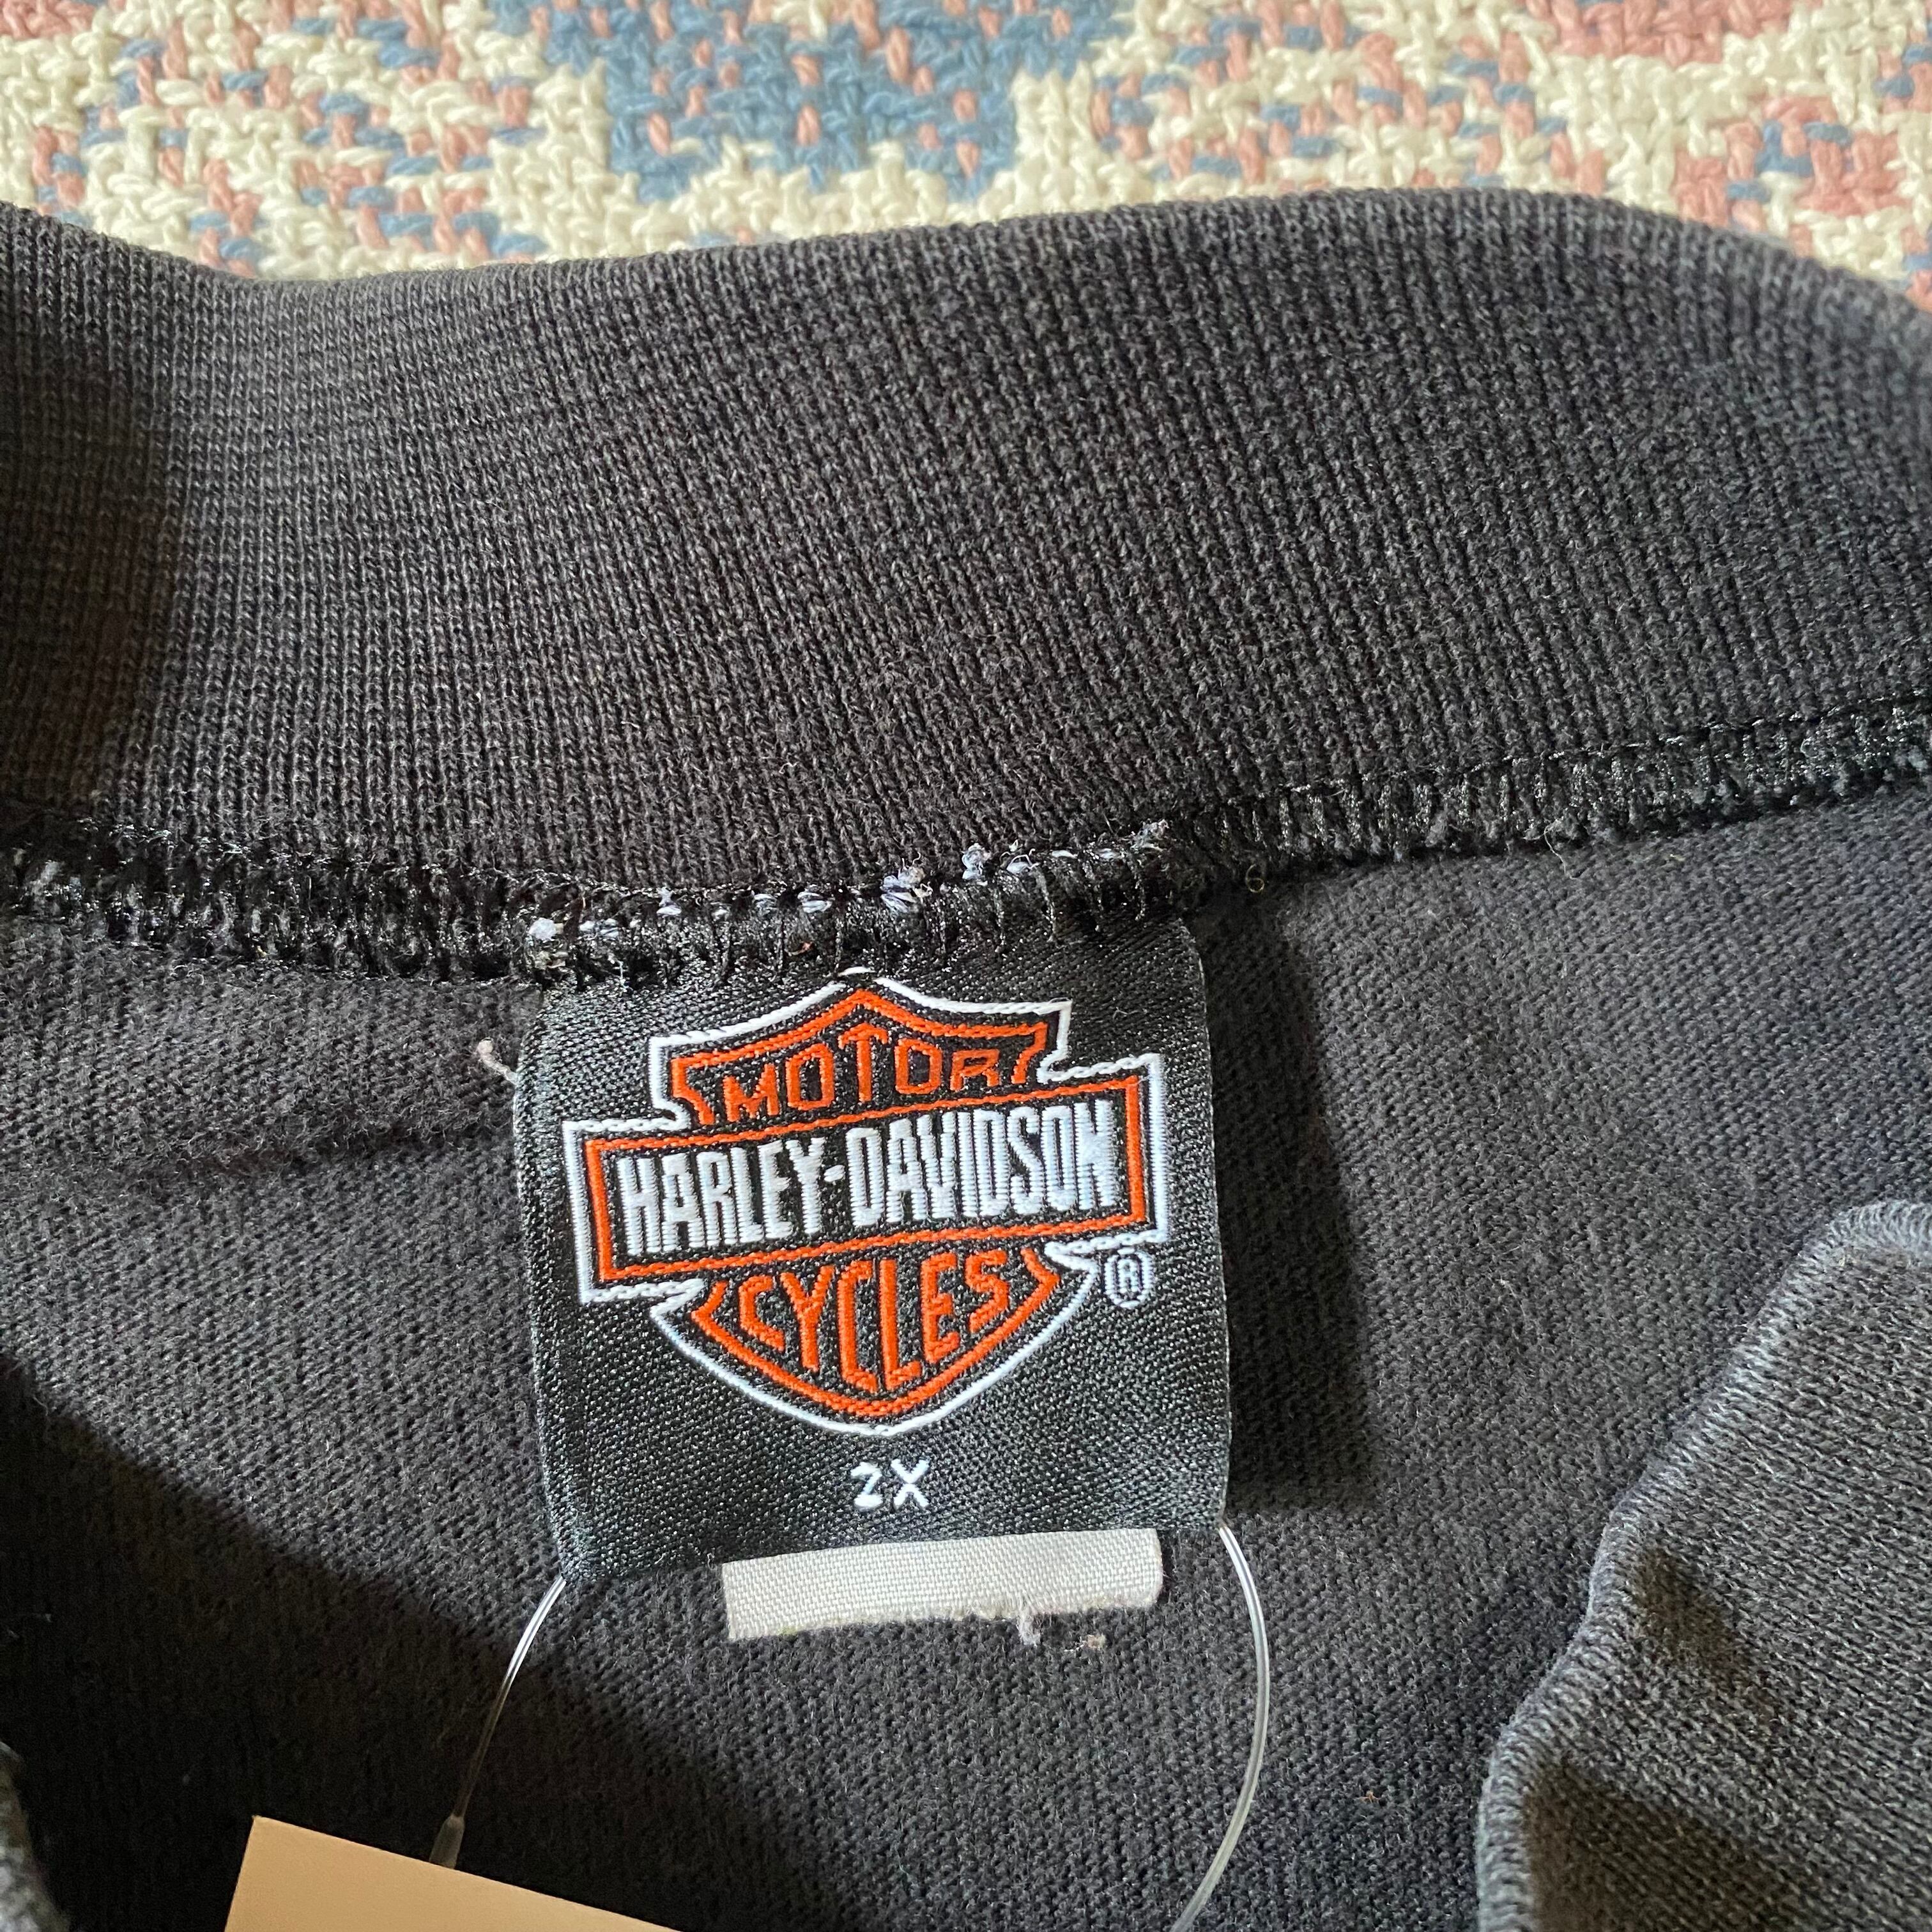 MOTOR
HARLEY-DAVIDSON
CYCLES
®
2X